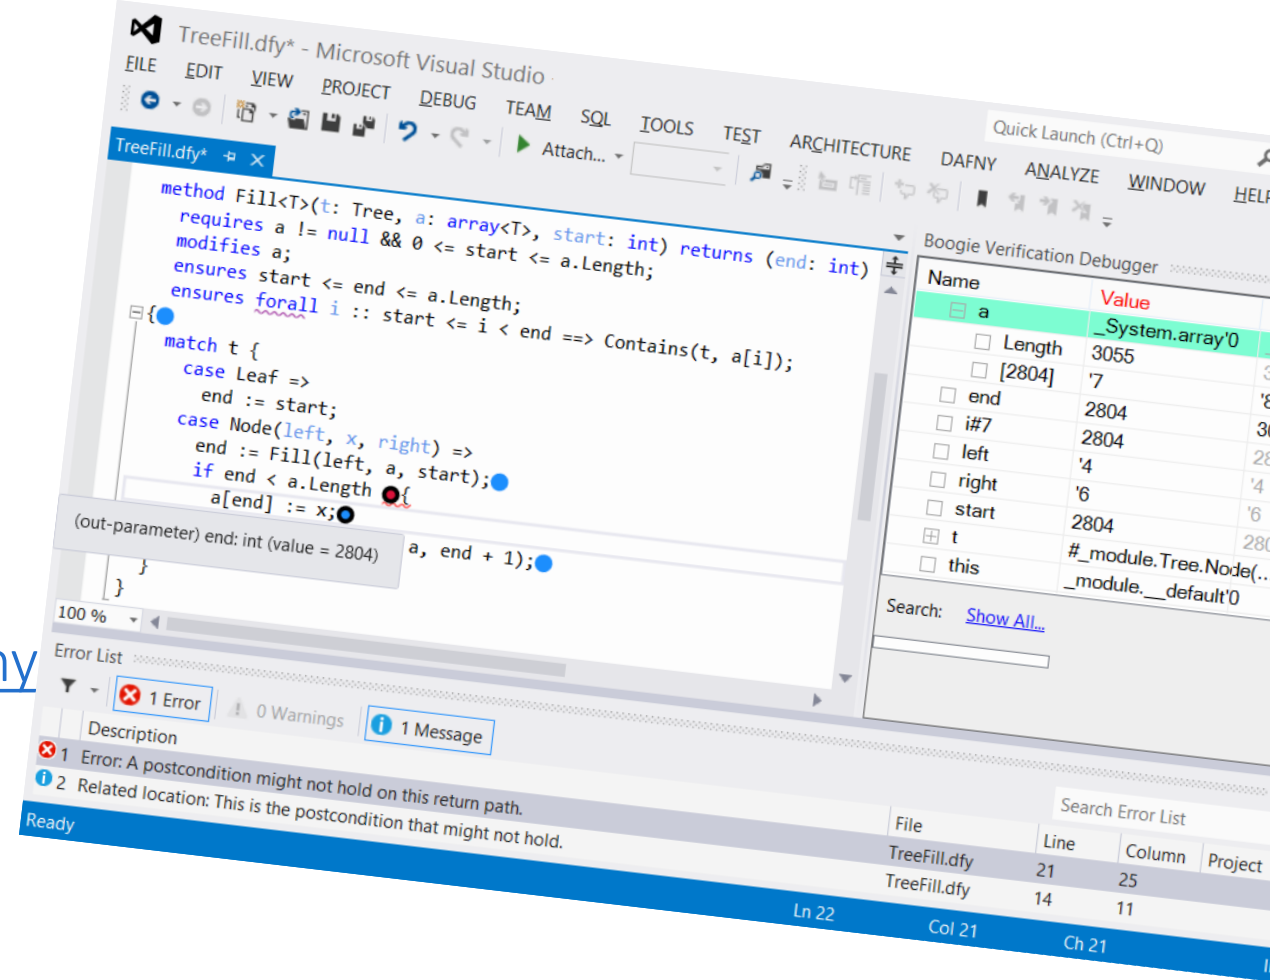 TreeFill.dfy* - Microsoft Visual Studio
FILE EDIT VIEW PROJECT DEBUG TEAM SQL TOOLS TEST ARCHITECTURE DAFNY ANALYZE WINDOW HELP
Quick Launch (Ctrl+Q)
Attach...
TreeFill.dfy*
method Fill<T>(t: Tree, a: array<T>, start: int) returns (end: int)
requires a != null && 0 <= start <= a.Length;
modifies a;
ensures start <= end <= a.Length;
ensures forall i :: start <= i < end ==> Contains(t, a[i]);
{
match t {
case Leaf =>
end := start;
case Node(left, x, right) =>
end := Fill(left, a, start);
if end < a.Length {
a[end] := x;
a, end + 1);
(out-parameter) end: int (value = 2804)
}
}
100 %
Boogie Verification Debugger
Name Value
a _System.array'0
Length 3055
[2804] '7 '8
end 2804
i#7 2804
left '4 '4
right '6 '6
start 2804
t #_module.Tree.Node(...
this _module.__default'0
Search: Show All...
ny
Error List
1 Error 0 Warnings 1 Message
Search Error List
Description File Line Column Project
1 Error: A postcondition might not hold on this return path. TreeFill.dfy 21 25
2 Related location: This is the postcondition that might not hold. TreeFill.dfy 14 11
Ready Ln 22 Col 21 Ch 21